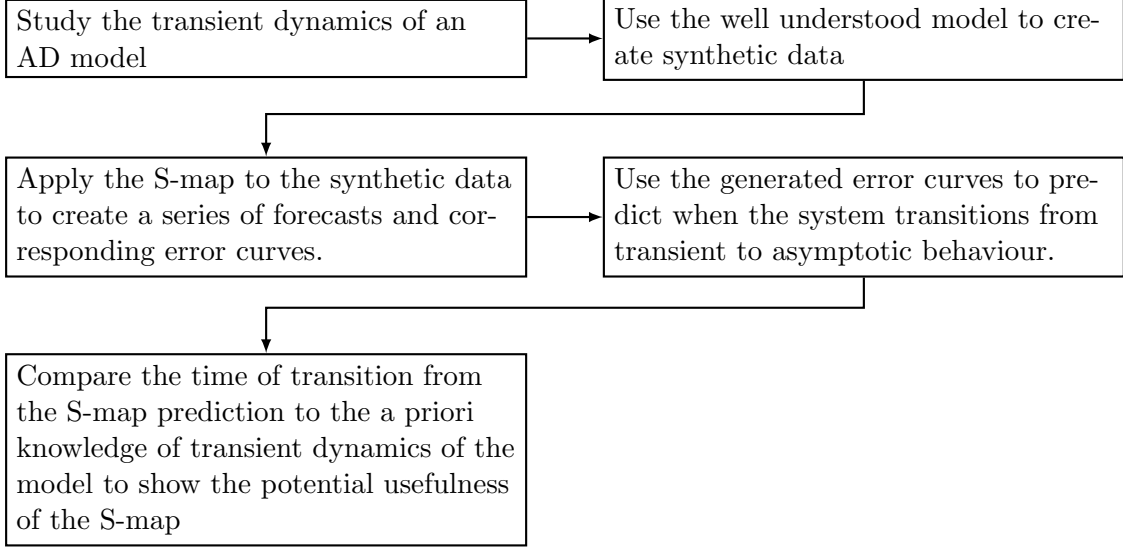 Study the transient dynamics of an
AD model
Use the well understood model to cre-
ate synthetic data
Apply the S-map to the synthetic data
to create a series of forecasts and cor-
responding error curves.
Use the generated error curves to pre-
dict when the system transitions from
transient to asymptotic behaviour.
Compare the time of transition from
the S-map prediction to the a priori
knowledge of transient dynamics of the
model to show the potential usefulness
of the S-map